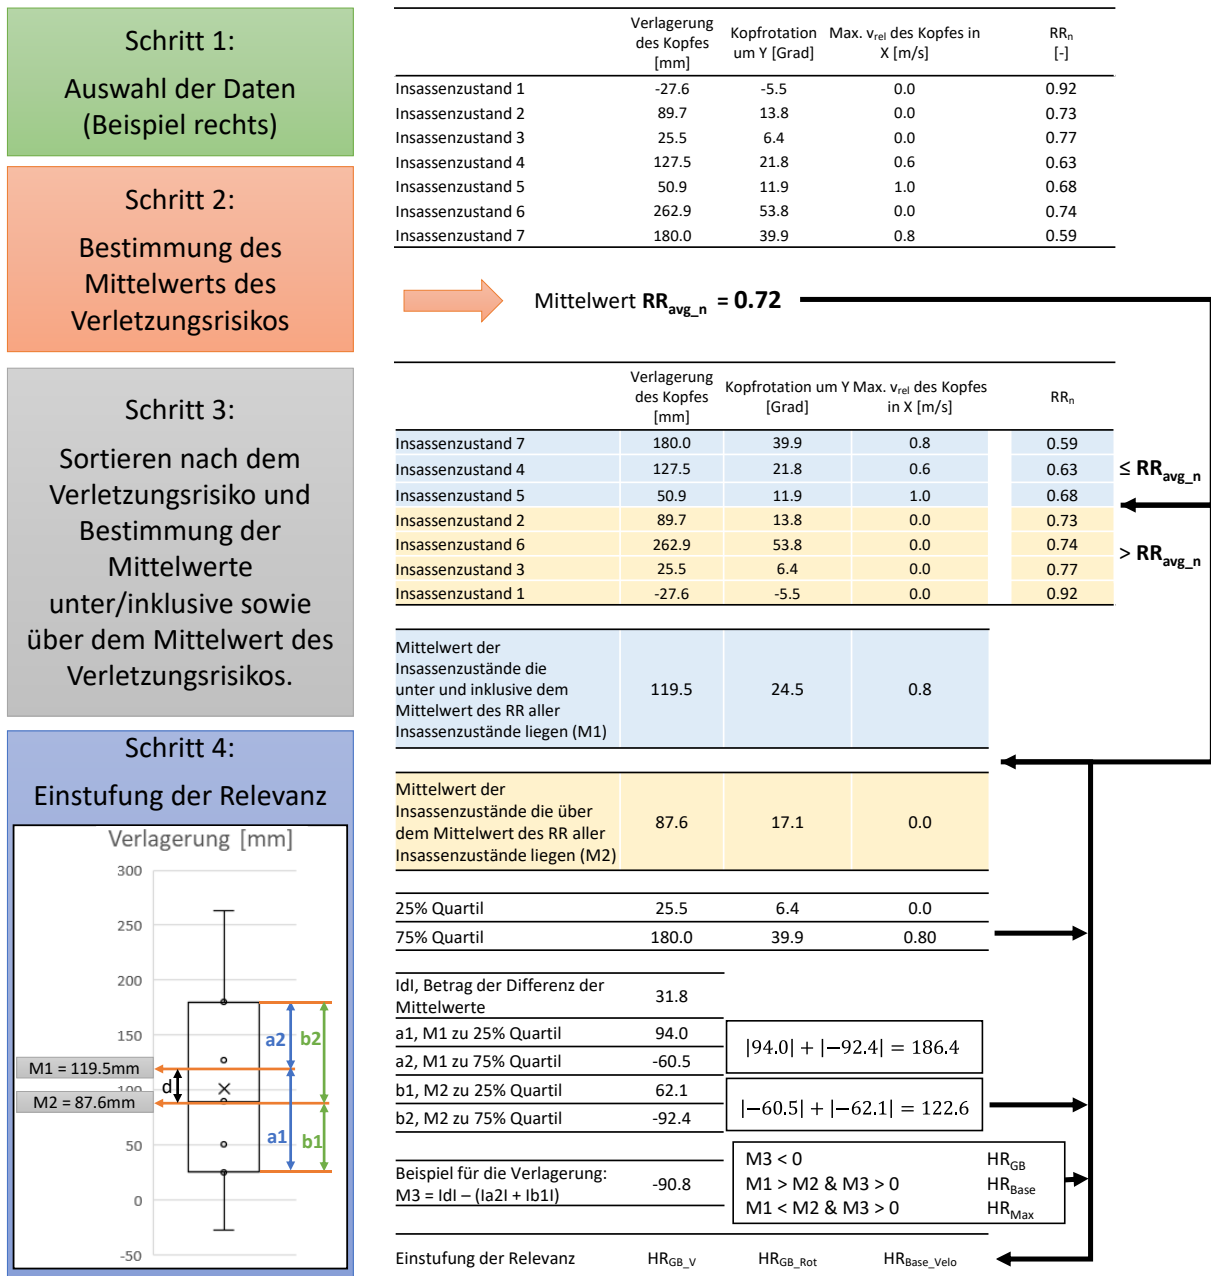 Schritt 1:
Auswahl der Daten
(Beispiel rechts)
Schritt 2:
Bestimmung des
Mittelwerts des
Verletzungsrisikos
Schritt 3:
Sortieren nach dem
Verletzungsrisiko und
Bestimmung der
Mittelwerte
unter/inklusive sowie
über dem Mittelwert des
Verletzungsrisikos.
Schritt 4:
Einstufung der Relevanz
Verlagerung [mm]
300
250
200
150
100
50
0
-50
M1 = 119.5mm
M2 = 87.6mm
d
a2
b2
a1
b1
Verlagerung des Kopfes [mm] Kopfrotation um Y [Grad] Max. vrel des Kopfes in X [m/s] RRn [-]
Insassenzustand 1 -27.6 -5.5 0.0 0.92
Insassenzustand 2 89.7 13.8 0.0 0.73
Insassenzustand 3 25.5 6.4 0.0 0.77
Insassenzustand 4 127.5 21.8 0.6 0.63
Insassenzustand 5 50.9 11.9 1.0 0.68
Insassenzustand 6 262.9 53.8 0.0 0.74
Insassenzustand 7 180.0 39.9 0.8 0.59
Mittelwert RRavg_n = 0.72
Verlagerung des Kopfes [mm] Kopfrotation um Y [Grad] Max. vrel des Kopfes in X [m/s] RRn
Insassenzustand 7 180.0 39.9 0.8 0.59
Insassenzustand 4 127.5 21.8 0.6 0.63
Insassenzustand 5 50.9 11.9 1.0 0.68
≤ RRavg_n
Insassenzustand 2 89.7 13.8 0.0 0.73
Insassenzustand 6 262.9 53.8 0.0 0.74
Insassenzustand 3 25.5 6.4 0.0 0.77
Insassenzustand 1 -27.6 -5.5 0.0 0.92
> RRavg_n
Mittelwert der
Insassenzustände die
unter und inklusive dem
Mittelwert des RR aller
Insassenzustände liegen (M1)
119.5 24.5 0.8
Mittelwert der
Insassenzustände die über
dem Mittelwert des RR aller
Insassenzustände liegen (M2)
87.6 17.1 0.0
25% Quartil 25.5 6.4 0.0
75% Quartil 180.0 39.9 0.80
IdI, Betrag der Differenz der
Mittelwerte
31.8
a1, M1 zu 25% Quartil 94.0
a2, M1 zu 75% Quartil -60.5
b1, M2 zu 25% Quartil 62.1
b2, M2 zu 75% Quartil -92.4
|94.0| + |−92.4| = 186.4
|−60.5| + |−62.1| = 122.6
Beispiel für die Verlagerung:
M3 = IdI – (Ia2I + Ib1I)
-90.8
M3 < 0 HRGB
M1 > M2 & M3 > 0 HRBase
M1 < M2 & M3 > 0 HRMax
Einstufung der Relevanz HRGB_V HRGB_Rot HRBase_Velo